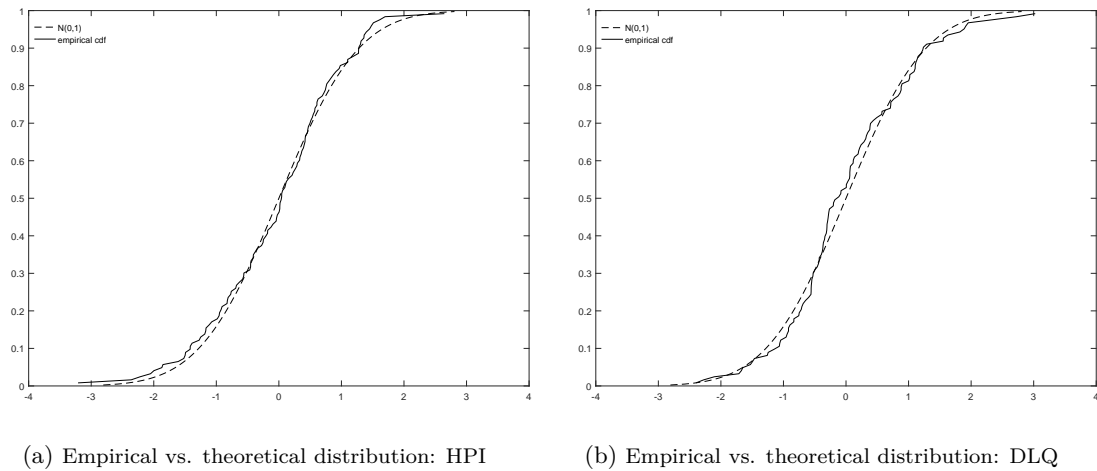 1
0.9
0.8
0.7
0.6
0.5
0.4
0.3
0.2
0.1
0
-4 -3 -2 -1 0 1 2 3 4
N(0,1)
empirical cdf
(a) Empirical vs. theoretical distribution: HPI
1
0.9
0.8
0.7
0.6
0.5
0.4
0.3
0.2
0.1
0
-4 -3 -2 -1 0 1 2 3 4
N(0,1)
empirical cdf
(b) Empirical vs. theoretical distribution: DLQ